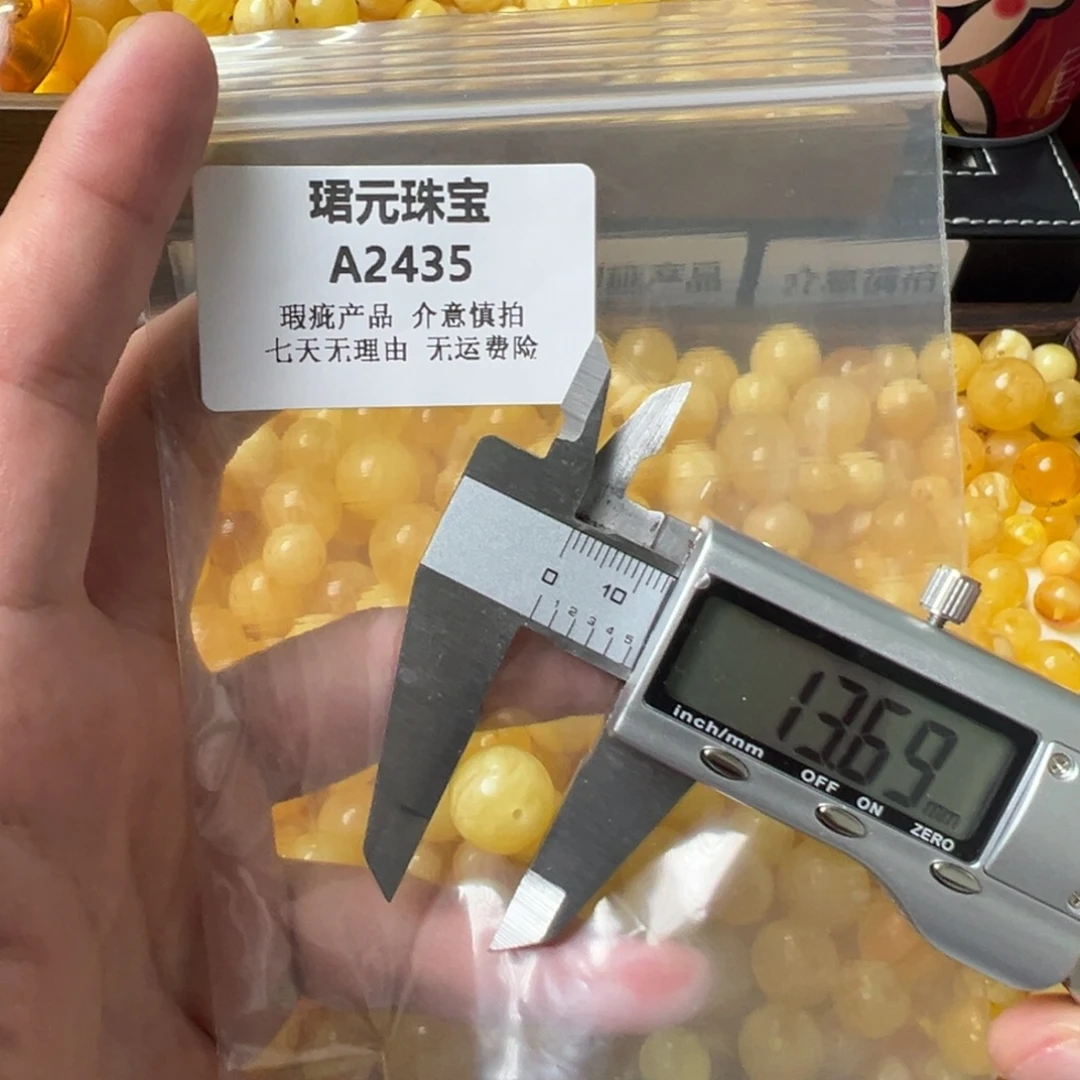 珺元珠宝
A2435
瑕疵产品 介意慎拍
七天无理由 无运费险
0 10
1 2 3 4 5
13.69 mm
inch/mm
OFF ON
ZERO